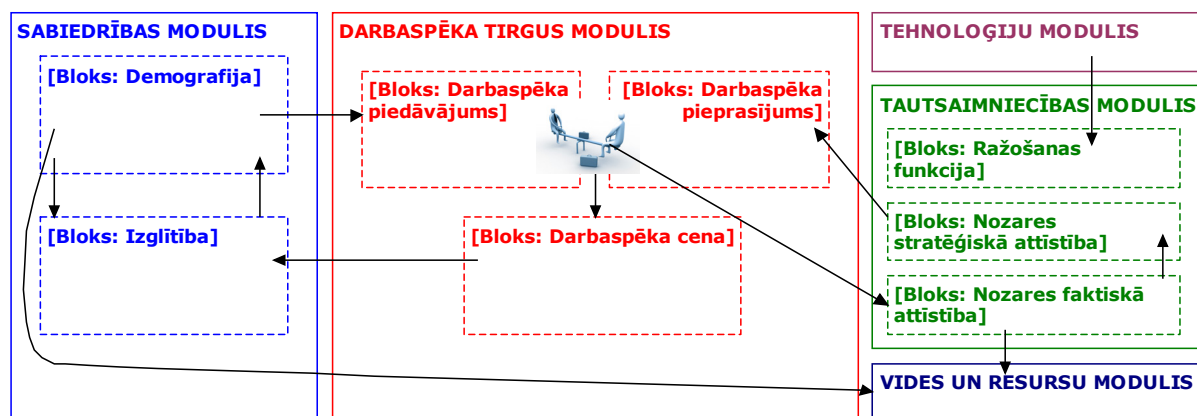 SABIEDRĪBAS MODULIS
[Bloks: Demografija]
[Bloks: Izglītība]
DARBASPĒKA TIRGUS MODULIS
[Bloks: Darbaspēka
piedāvājums]
[Bloks: Darbaspēka
pieprasījums]
[Bloks: Darbaspēka cena]
TEHNOLOĢIJU MODULIS
TAUTSAIMNIECĪBAS MODULIS
[Bloks: Ražošanas
funkcija]
[Bloks: Nozares
stratēģiskā attīstība]
[Bloks: Nozares faktiskā
attīstība]
VIDES UN RESURSU MODULIS